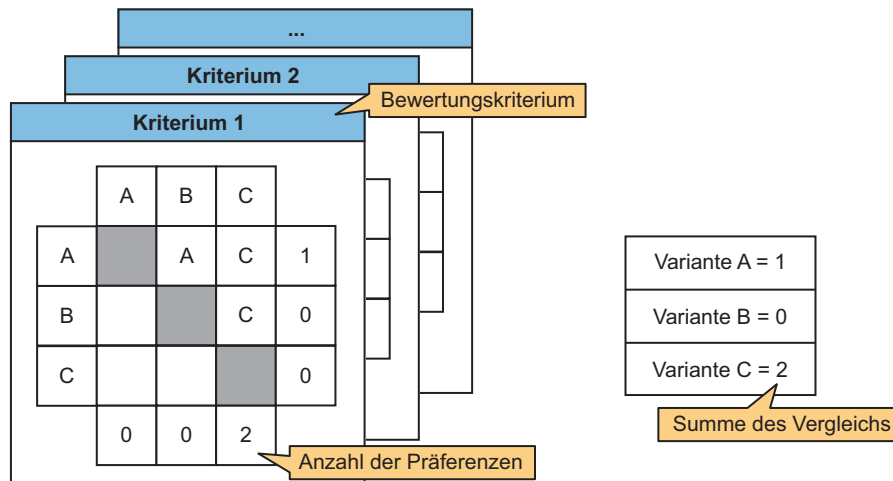 ...
Kriterium 2
Bewertungskriterium
Kriterium 1
A B C
A A C 1
B C 0
C 0
0 0 2
Anzahl der Präferenzen
Variante A = 1
Variante B = 0
Variante C = 2
Summe des Vergleichs